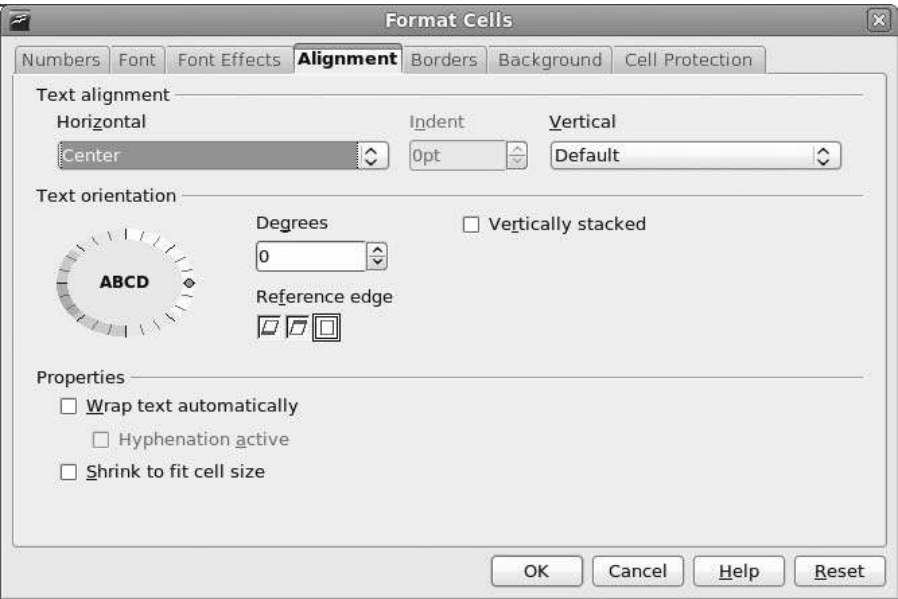 Format Cells
Numbers Font Font Effects Alignment Borders Background Cell Protection
Text alignment
Horizontal Indent Vertical
Center 0pt Default
Text orientation
Degrees Vertically stacked
0
ABCD
Reference edge
Properties
Wrap text automatically
Hyphenation active
Shrink to fit cell size
OK Cancel Help Reset